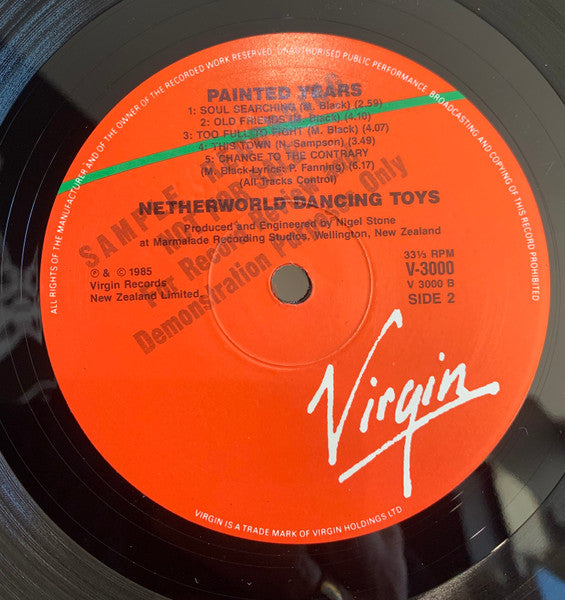 ALL RIGHTS OF THE MANUFACTURER AND OF THE OWNER OF THE RECORDED WORK RESERVED. UNAUTHORISED PUBLIC PERFORMANCE, BROADCASTING AND COPYING OF THIS RECORD PROHIBITED
PAINTED YEARS
1: SOUL SEARCHING (M. Black) (2.59)
2: OLD FRIENDS (M. Black) (4.10)
3: TOO FULL TO FIGHT (M. Black) (4.07)
4: THIS TOWN (N. Sampson) (3.49)
5: CHANGE TO THE CONTRARY
(M. Black-Lyrics: P. Fanning) (6.17)
(All Tracks Control)
NETHERWORLD DANCING TOYS
Produced and Engineered by Nigel Stone
at Marmalade Recording Studios, Wellington, New Zealand
℗ & © 1985
Virgin Records
New Zealand Limited.
33⅓ RPM
V-3000
V 3000 B
SIDE 2
SAMPLE
NOT FOR
For Record Review
Demonstration Only
Virgin
VIRGIN IS A TRADE MARK OF VIRGIN HOLDINGS LTD